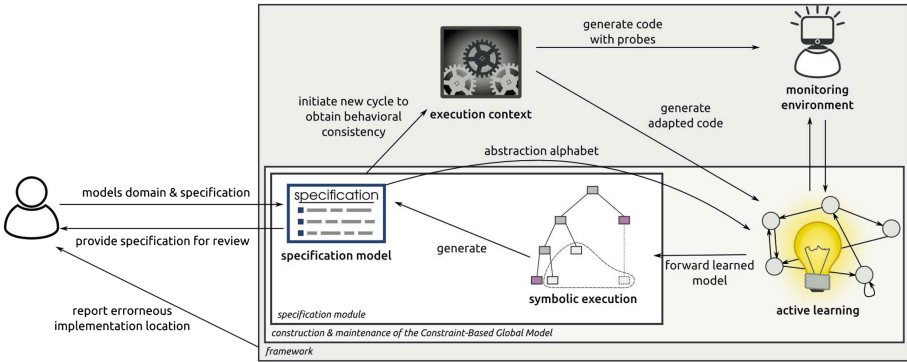 generate code
with probes
monitoring
environment
execution context
initiate new cycle to
obtain behavioral
consistency
generate
adapted code
abstraction alphabet
models domain & specification
specification
provide specification for review
specification model
generate
symbolic execution
forward learned
model
active learning
report errorneous
implementation location
specification module
construction & maintenance of the Constraint-Based Global Model
framework